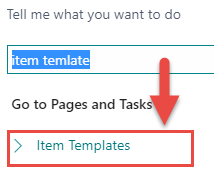 Tell me what you want to do
item temlate
Go to Pages and Tasks
Item Templates